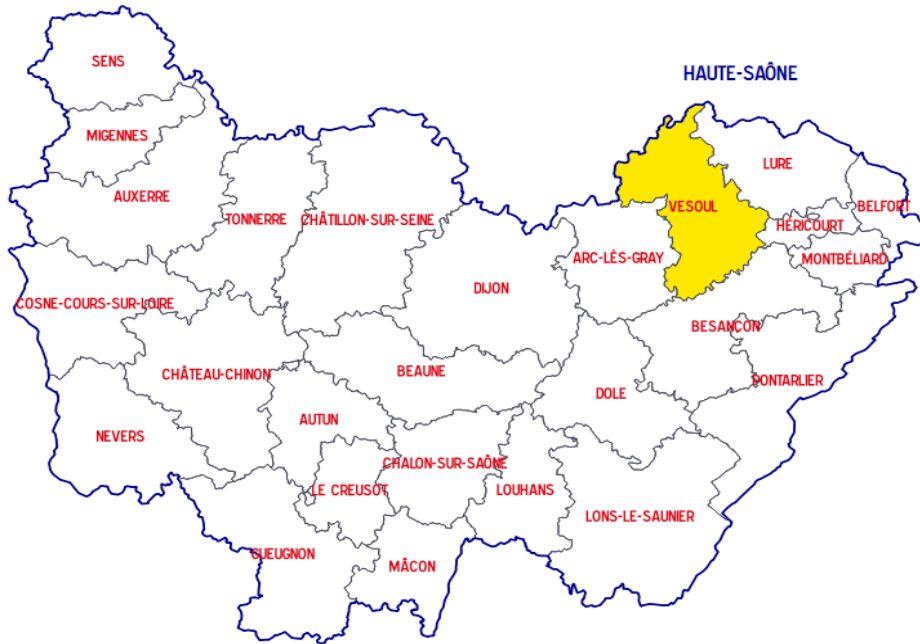 SENS
HAUTE-SAÔNE
MIGENNES
LURE
AUXERRE
VESOUL
BELFORT
TONNERRE
CHÂTILLON-SUR-SEINE
HÉRICOURT
ARC-LÈS-GRAY
MONTBÉLIARD
DIJON
COSNE-COURS-SUR-LOIRE
BESANÇON
CHÂTEAU-CHINON
BEAUNE
PONTARLIER
DOLE
AUTUN
NEVERS
CHALON-SUR-SAÔNE
LE CREUSOT
LOUHANS
LONS-LE-SAUNIER
GUEUGNON
MÂCON